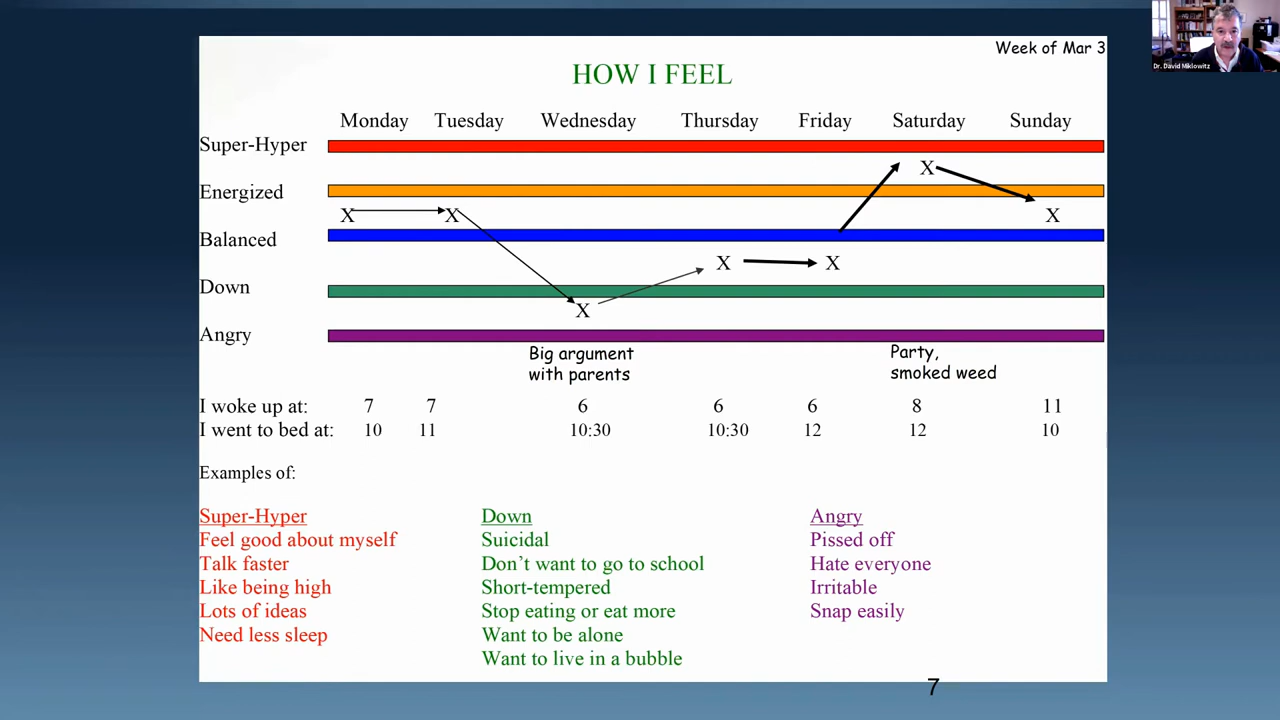 Week of Mar 3
Dr. David Miklowitz
HOW I FEEL
Monday Tuesday Wednesday Thursday Friday Saturday Sunday
Super-Hyper
X
Energized
X X X
Balanced
X X
Down
X
Angry
Big argument
with parents
Party,
smoked weed
I woke up at: 7 7 6 6 6 8 11
I went to bed at: 10 11 10:30 10:30 12 12 10
Examples of:
Super-Hyper
Feel good about myself
Talk faster
Like being high
Lots of ideas
Need less sleep
Down
Suicidal
Don't want to go to school
Short-tempered
Stop eating or eat more
Want to be alone
Want to live in a bubble
Angry
Pissed off
Hate everyone
Irritable
Snap easily
7